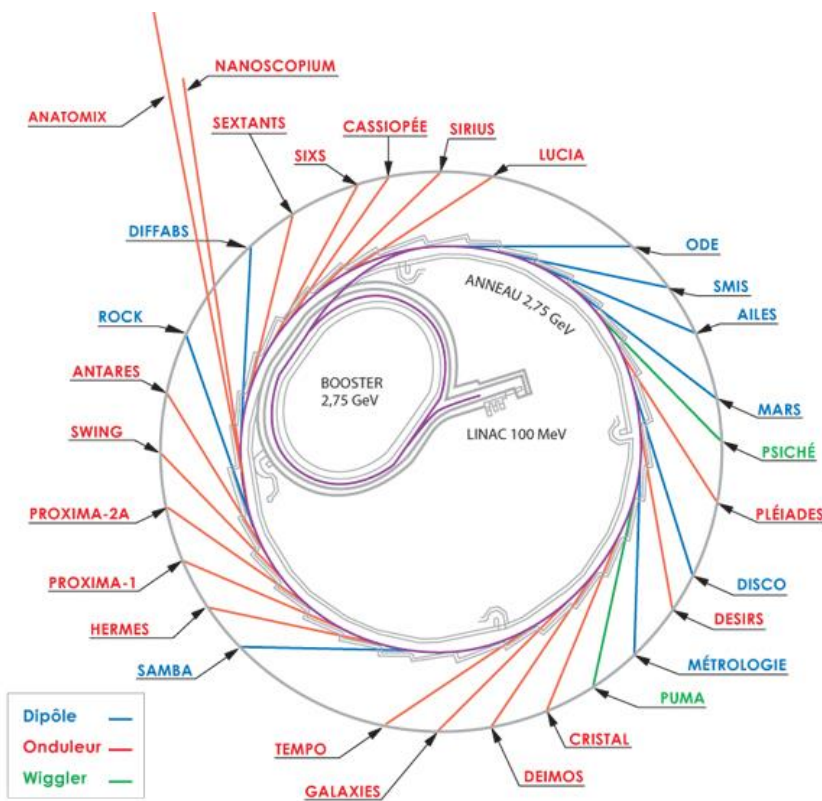 NANOSCOPIUM
ANATOMIX
SEXTANTS
CASSIOPÉE
SIRIUS
SIXS
LUCIA
DIFFABS
ODE
SMIS
AILES
ANNEAU 2,75 GeV
ROCK
ANTARES
BOOSTER
2,75 GeV
MARS
SWING
LINAC 100 MeV
PSICHÉ
PROXIMA-2A
PLÉIADES
PROXIMA-1
DISCO
HERMES
DESIRS
SAMBA
MÉTROLOGIE
PUMA
TEMPO
CRISTAL
GALAXIES
DEIMOS
Dipôle
Onduleur
Wiggler